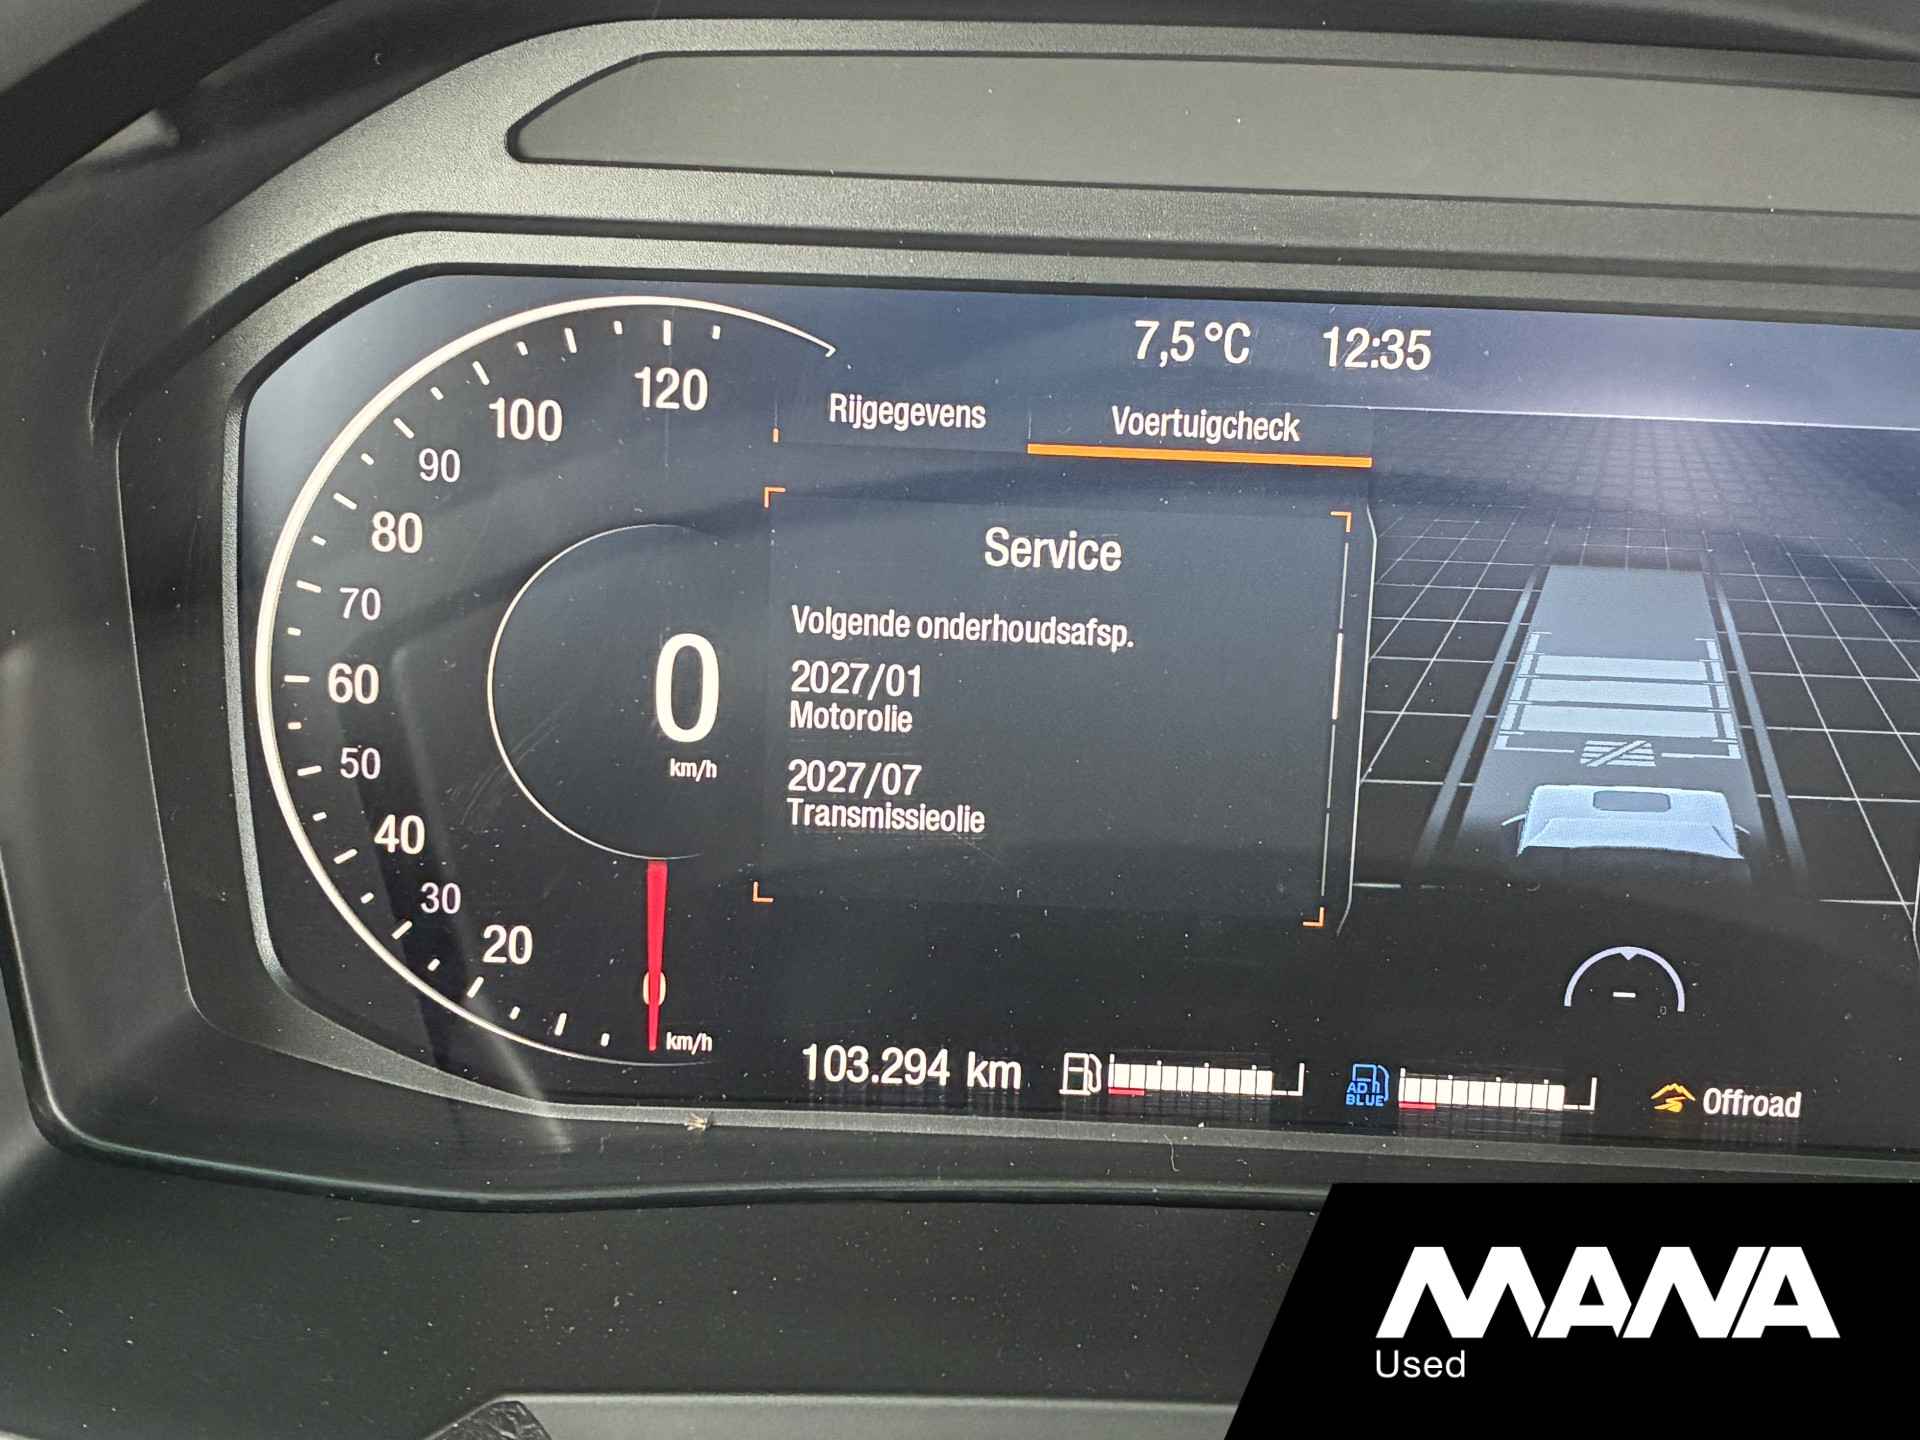 7,5 °C 12:35
Rijgegevens Voertuigcheck
Service
Volgende onderhoudsafsp.
2027/01
Motorolie
2027/07
Transmissieolie
120
100
90
80
70
60
50
40
30
20
0
km/h
0
km/h
103.294 km
AD
BLUE
Offroad
MANA
Used